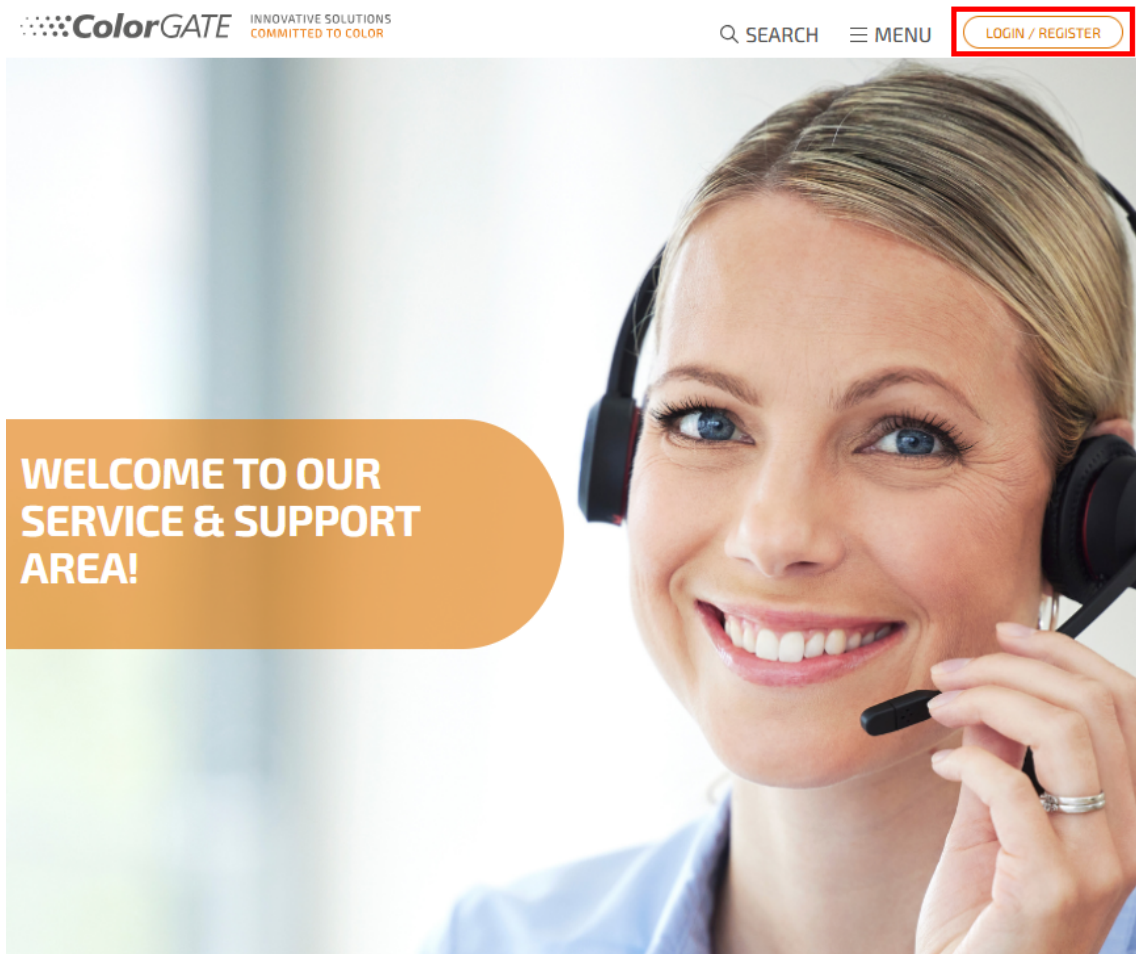 ColorGATE
INNOVATIVE SOLUTIONS
COMMITTED TO COLOR
SEARCH
MENU
LOGIN / REGISTER
WELCOME TO OUR
SERVICE & SUPPORT
AREA!